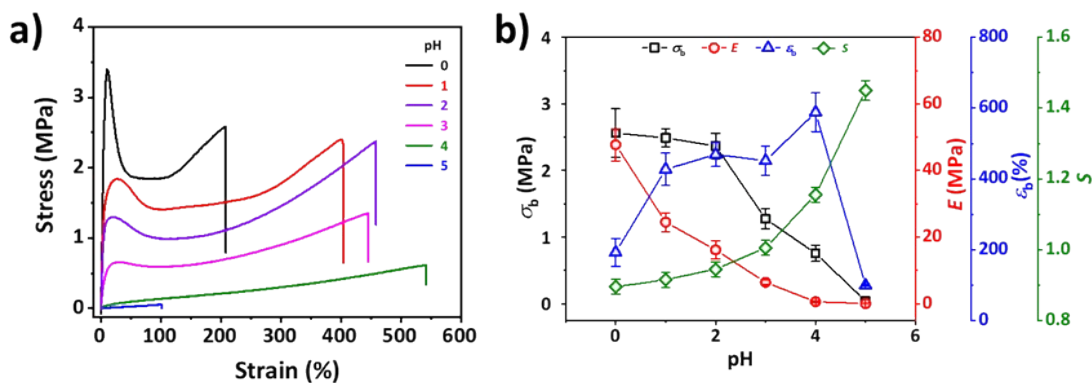 a)
Stress (MPa)
4
3
2
1
0
pH
0
1
2
3
4
5
0 100 200 300 400 500 600
Strain (%)
b)
σb E εb S
σb (MPa)
4
3
2
1
0
0 2 4 6
pH
80
60
40
20
0
E (MPa)
800
600
400
200
0
εb(%)
1.6
1.4
1.2
1.0
0.8
S